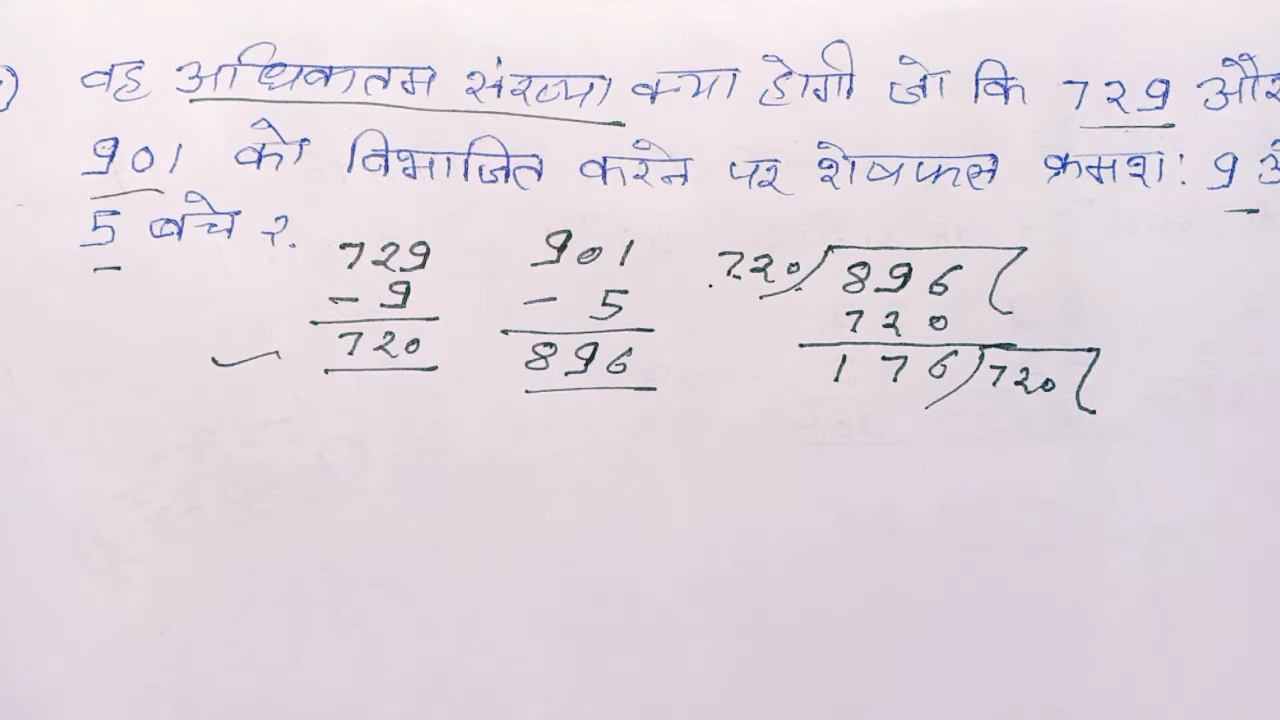 वह अधिकतम संख्या क्या होगी जो कि 729 और
901 को विभाजित करने पर शेषफल क्रमश: 9
5 बचे ?.
729 901 720) 896 (
- 9 - 5 720
720 896 176) 720 (